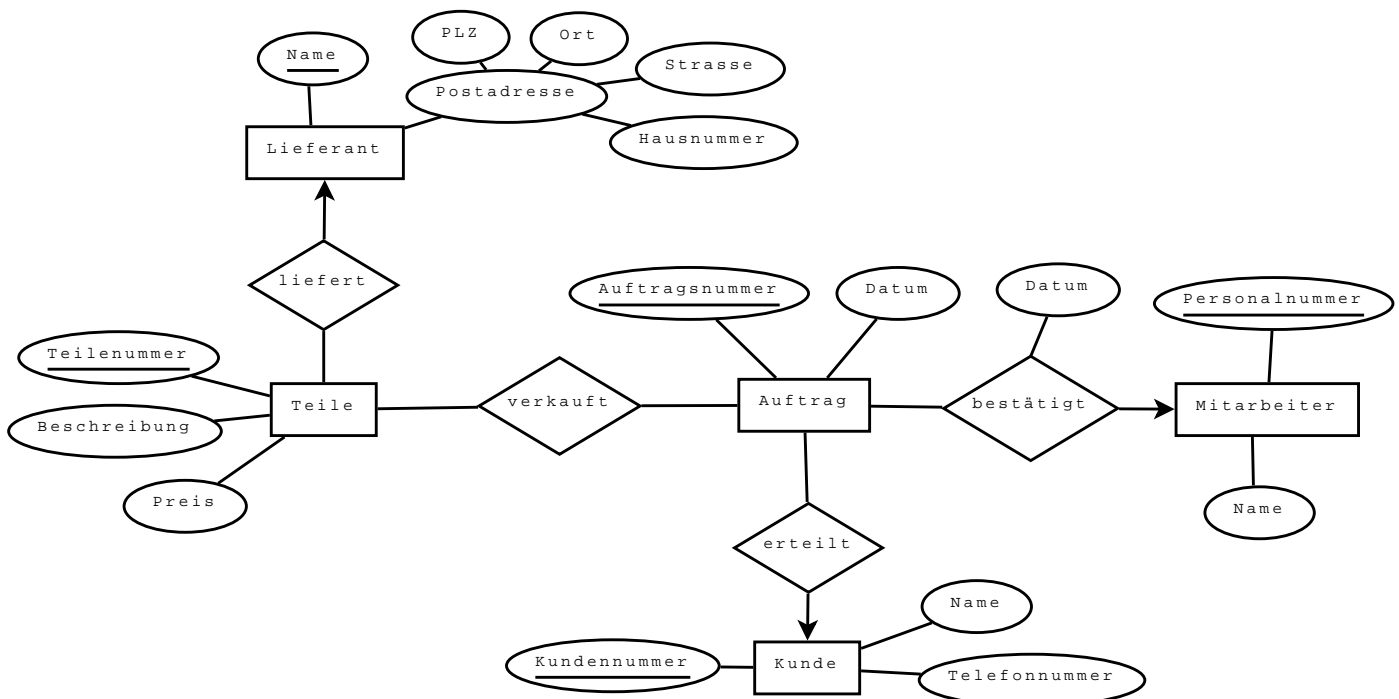 PLZ
Ort
Name
Strasse
Postadresse
Hausnummer
Lieferant
liefert
Auftragsnummer
Datum
Datum
Personalnummer
Teilenummer
Teile
verkauft
Auftrag
bestätigt
Mitarbeiter
Beschreibung
Preis
Name
erteilt
Name
Kundennummer
Kunde
Telefonnummer